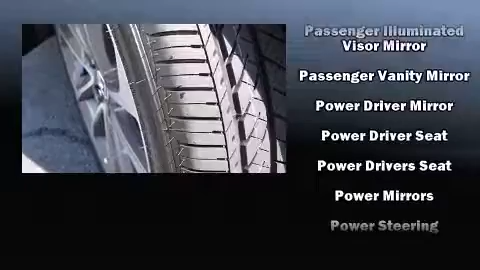 Passenger Illuminated
Visor Mirror
Passenger Vanity Mirror
Power Driver Mirror
Power Driver Seat
Power Drivers Seat
Power Mirrors
Power Steering